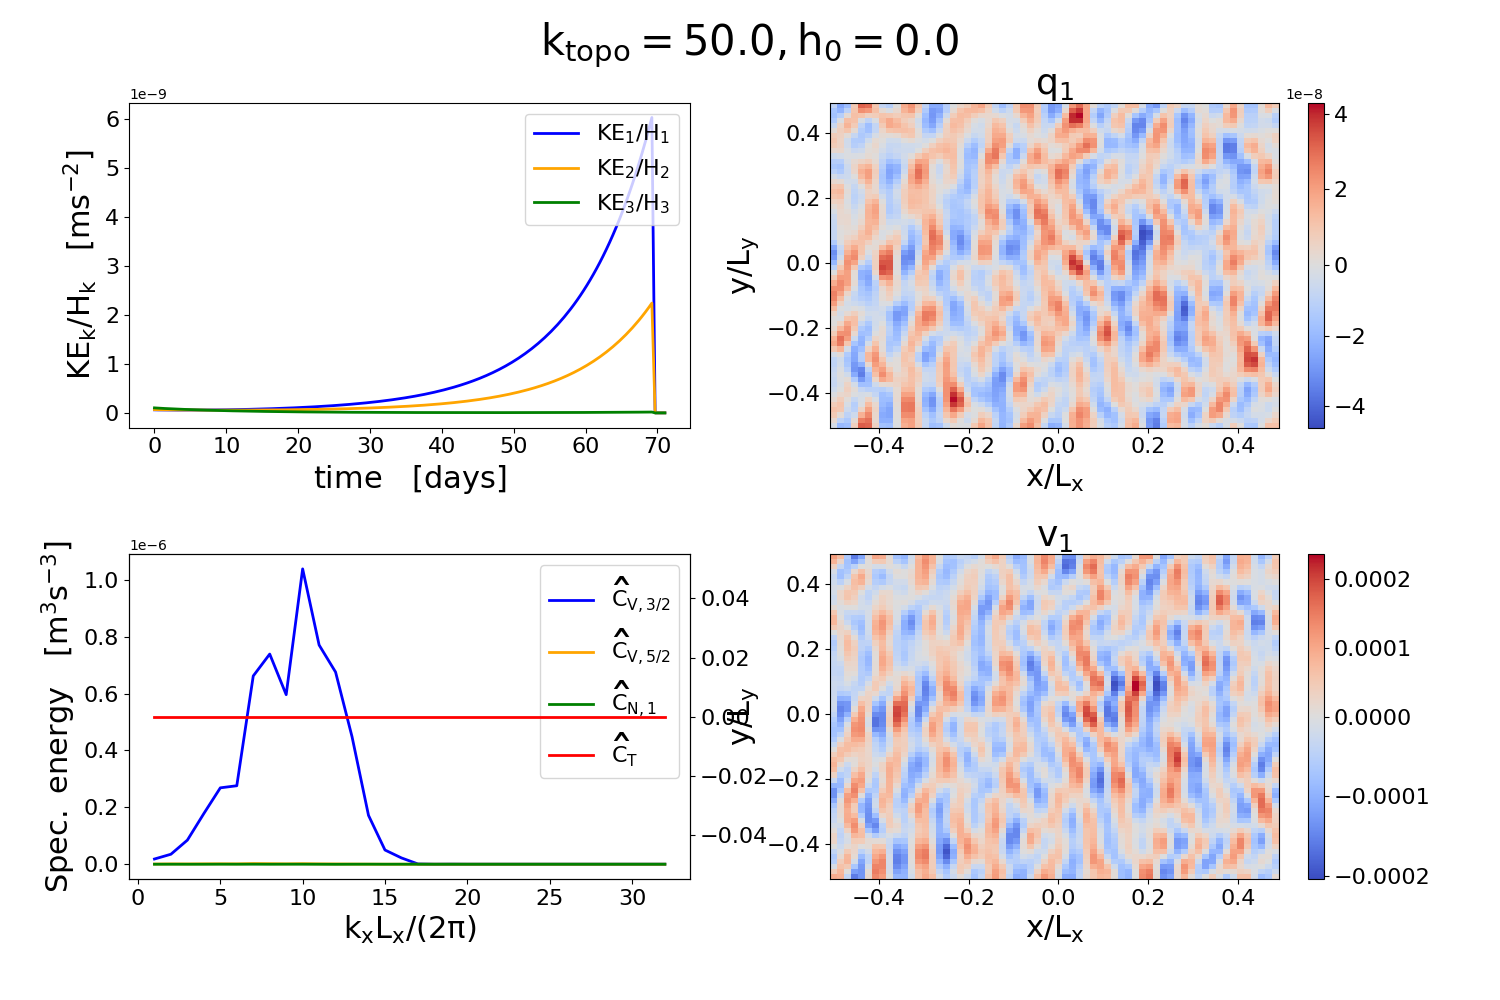 k_topo = 50.0, h_0 = 0.0
1e−9
6
5
4
3
2
1
0
KE_k/H_k [ms^−2]
KE_1/H_1
KE_2/H_2
KE_3/H_3
0 10 20 30 40 50 60 70
time [days]
q_1
1e−8
0.4
0.2
0.0
−0.2
−0.4
y/L_y
−0.4 −0.2 0.0 0.2 0.4
x/L_x
4
2
0
−2
−4
1e−6
1.0
0.8
0.6
0.4
0.2
0.0
Spec. energy [m^3s^−3]
Ĉ_V,3/2
Ĉ_V,5/2
Ĉ_N,1
Ĉ_T
0.04
0.02
0.00
−0.02
−0.04
0 5 10 15 20 25 30
k_xL_x/(2π)
v_1
0.4
0.2
0.0
−0.2
−0.4
y/L_y
−0.4 −0.2 0.0 0.2 0.4
x/L_x
0.0002
0.0001
0.0000
−0.0001
−0.0002